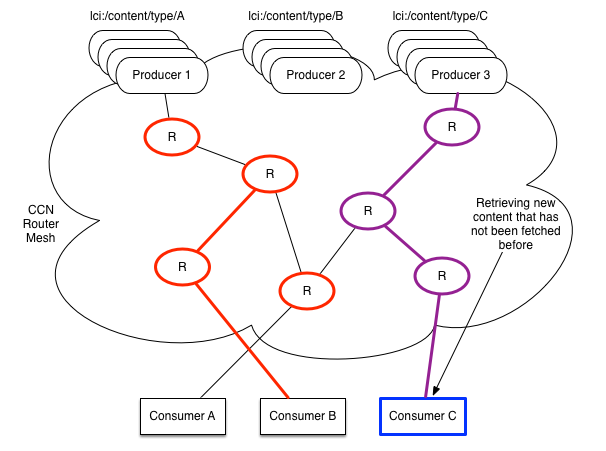 lci:/content/type/A
lci:/content/type/B
lci:/content/type/C
Producer 1
Producer 2
Producer 3
R
R
R
R
R
R
R
CCN
Router
Mesh
Retrieving new
content that has
not been fetched
before
Consumer A
Consumer B
Consumer C